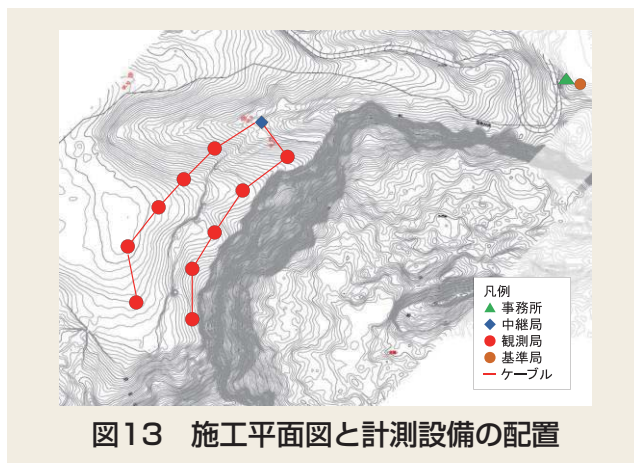 凡例
事務所
中継局
観測局
基準局
ケーブル
図13 施工平面図と計測設備の配置